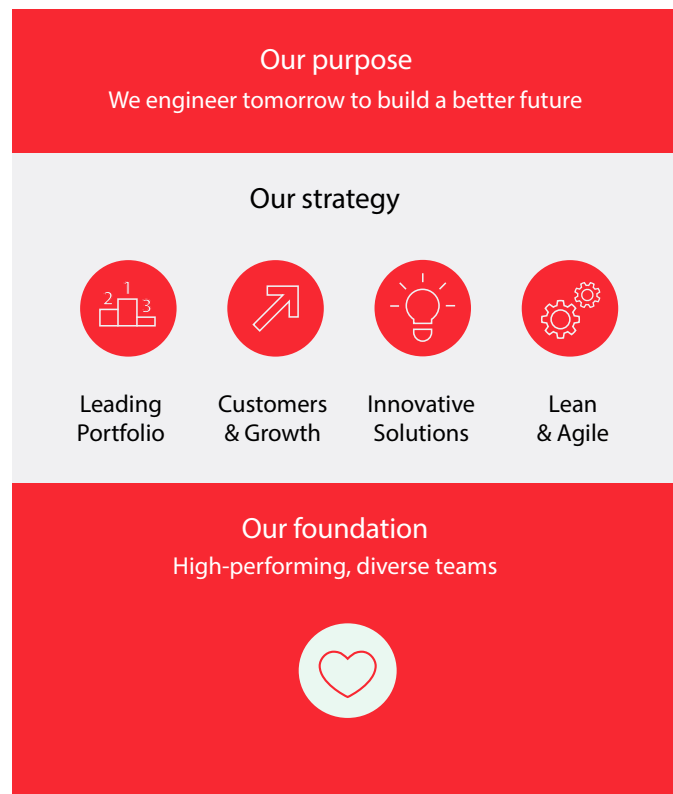 Our purpose
We engineer tomorrow to build a better future
Our strategy
2 1 3
Leading
Portfolio
Customers
& Growth
Innovative
Solutions
Lean
& Agile
Our foundation
High-performing, diverse teams